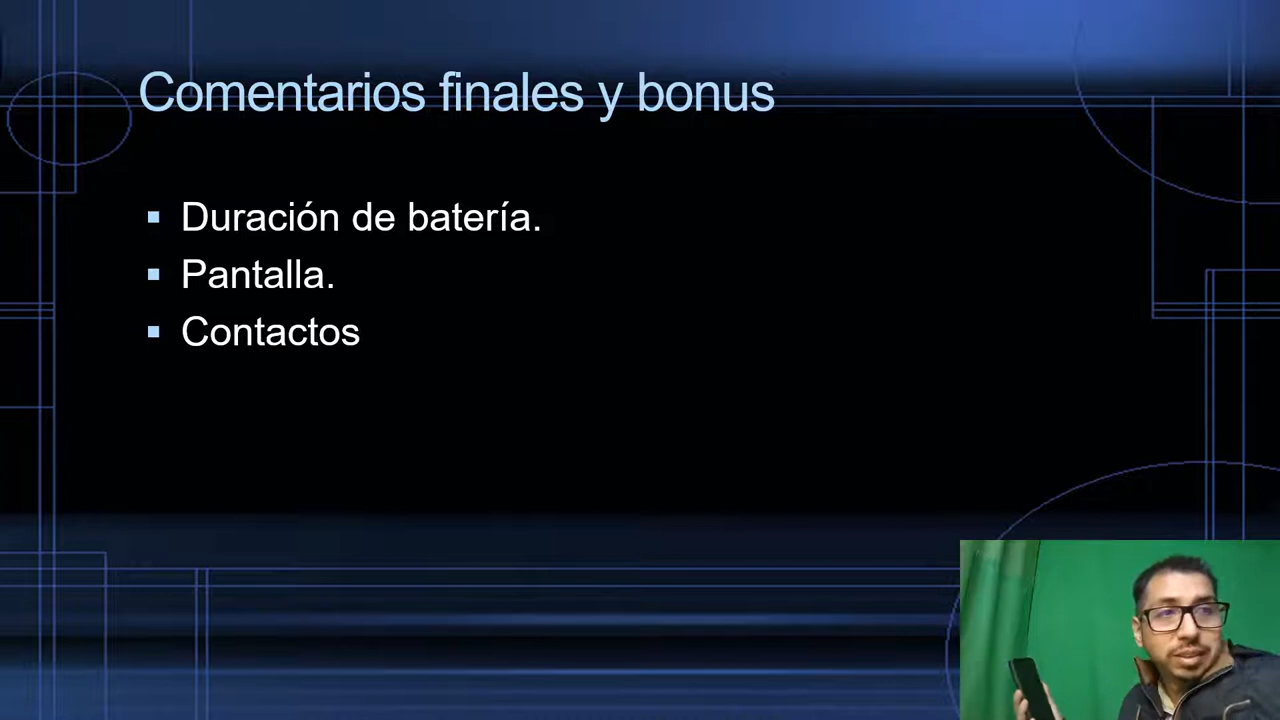 Comentarios finales y bonus
Duración de batería.
Pantalla.
Contactos